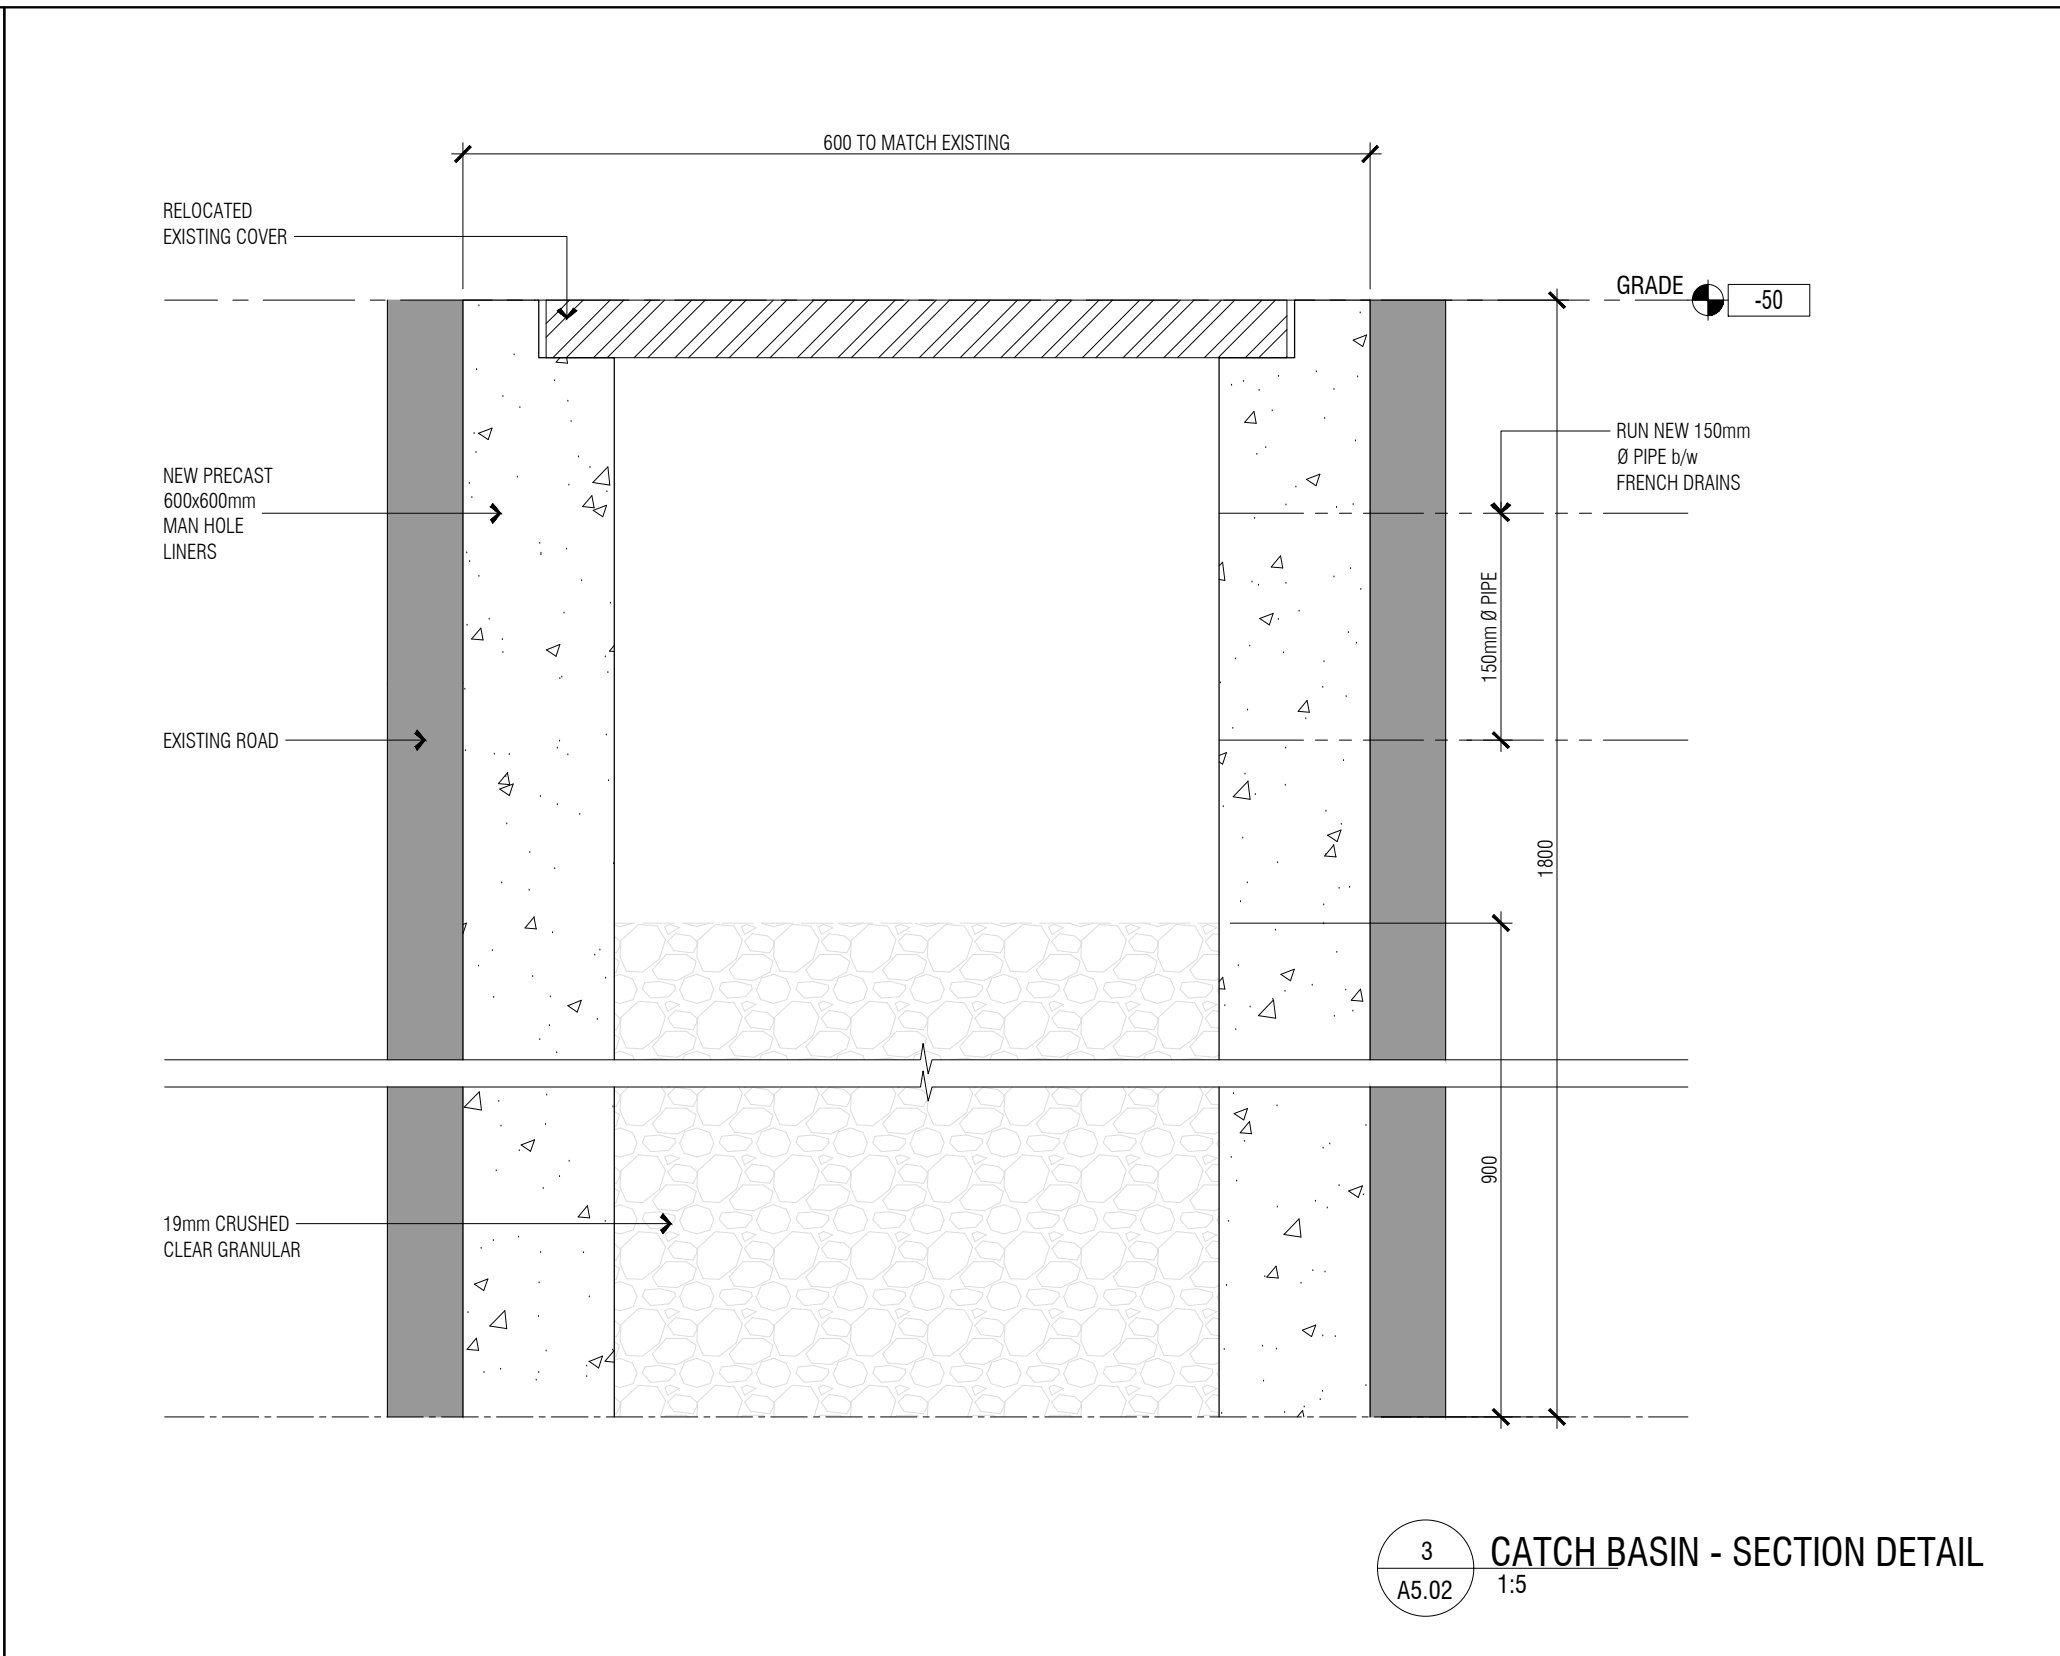 600 TO MATCH EXISTING
RELOCATED
EXISTING COVER
GRADE
-50
RUN NEW 150mm
Ø PIPE b/w
FRENCH DRAINS
NEW PRECAST
600x600mm
MAN HOLE
LINERS
150mm Ø PIPE
EXISTING ROAD
1800
900
19mm CRUSHED
CLEAR GRANULAR
3
A5.02
CATCH BASIN - SECTION DETAIL
1:5